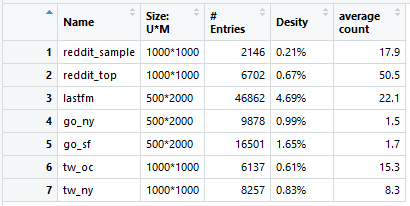 Name Size: U*M # Entries Desity average count
1 reddit_sample 1000*1000 2146 0.21% 17.9
2 reddit_top 1000*1000 6702 0.67% 50.5
3 lastfm 500*2000 46862 4.69% 22.1
4 go_ny 500*2000 9878 0.99% 1.5
5 go_sf 500*2000 16501 1.65% 1.7
6 tw_oc 1000*1000 6137 0.61% 15.3
7 tw_ny 1000*1000 8257 0.83% 8.3